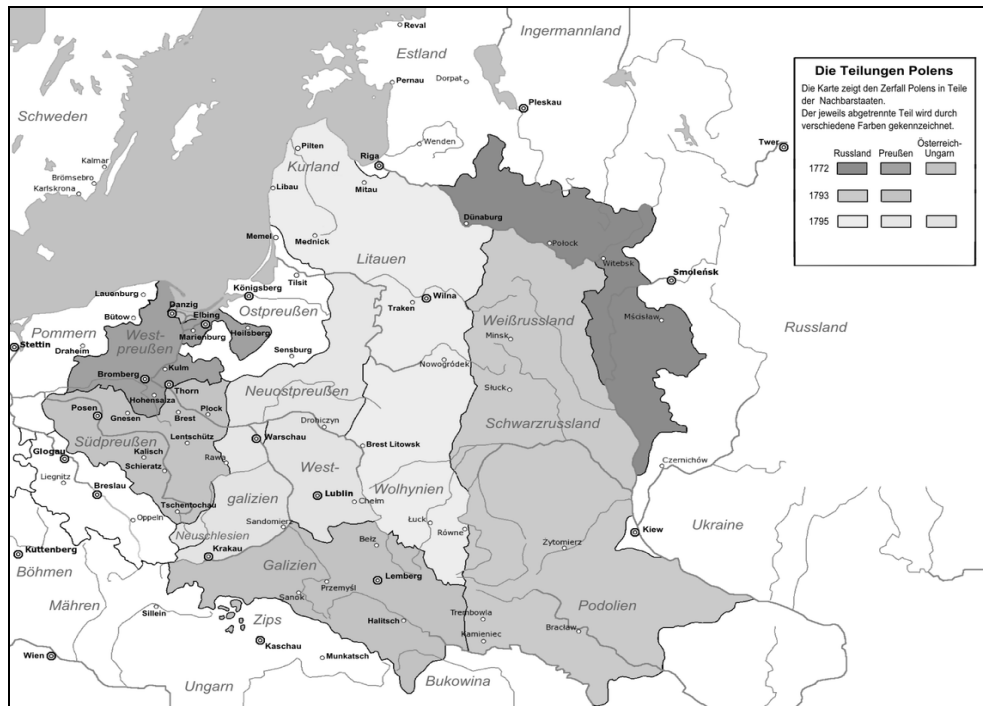 Reval
Estland
Ingermannland
Pernau
Dorpat
Pleskau
Schweden
Pilten
Wenden
Twer
Riga
Kurland
Kalmar
Brömsebro
Karlskrona
Libau
Mitau
Dünaburg
Memel
Mednick
Połock
Litauen
Witebsk
Smoleńsk
Tilsit
Königsberg
Lauenburg
Danzig
Ostpreußen
Traken
Wilna
Elbing
Bütow
Marienburg
Heilsberg
Weißrussland
Mścisław
Russland
Pommern
West-
preußen
Minsk
Stettin
Draheim
Sensburg
Nowogródek
Kulm
Bromberg
Thorn
Neuostpreußen
Słuck
Hohensalza
Posen
Gnesen
Brest
Plock
Drohiczyn
Schwarzrussland
Südpreußen
Lentschütz
Warschau
Brest Litowsk
Glogau
Kalisch
Schieratz
Rawa
West-
Czernichów
Liegnitz
Breslau
galizien
Lublin
Chełm
Wolhynien
Tschentochau
Oppeln
Sandomierz
Łuck
Równe
Kiew
Ukraine
Neuschlesien
Bełz
Zytomierz
Kuttenberg
Krakau
Böhmen
Galizien
Lemberg
Przemyśl
Sanok
Mähren
Sillein
Zips
Halitsch
Trembowla
Podolien
Bracław
Kamieniec
Kaschau
Wien
Munkatsch
Ungarn
Bukowina
Die Teilungen Polens
Die Karte zeigt den Zerfall Polens in Teile
der Nachbarstaaten.
Der jeweils abgetrennte Teil wird durch
verschiedene Farben gekennzeichnet.
Russland Preußen Österreich-
Ungarn
1772
1793
1795